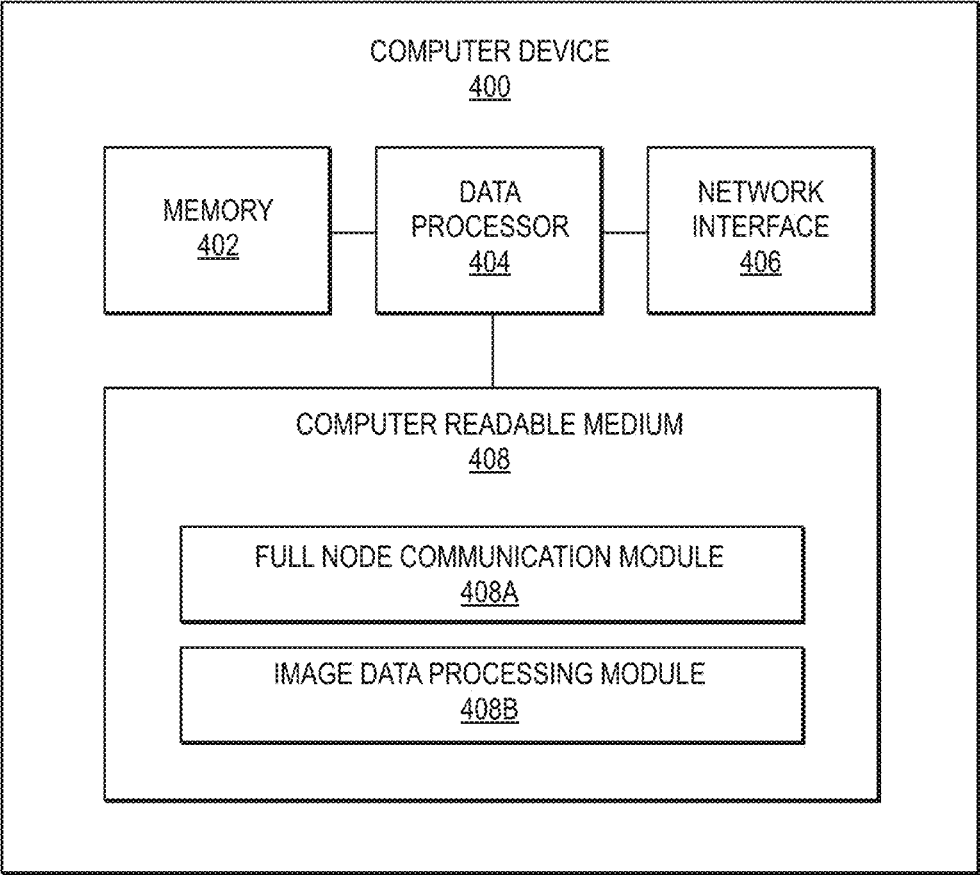 COMPUTER DEVICE
400
MEMORY
402
DATA
PROCESSOR
404
NETWORK
INTERFACE
406
COMPUTER READABLE MEDIUM
408
FULL NODE COMMUNICATION MODULE
408A
IMAGE DATA PROCESSING MODULE
408B